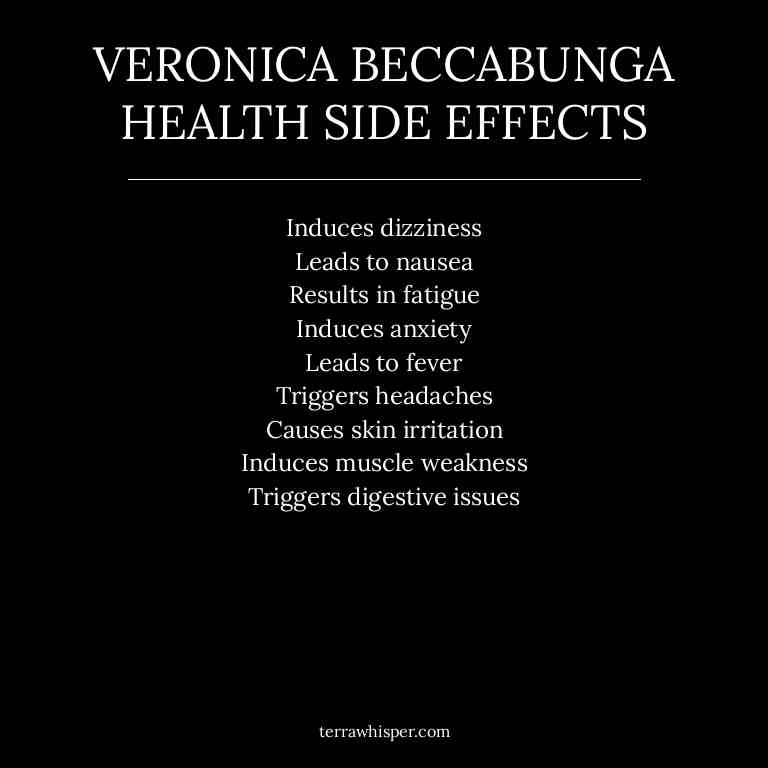 VERONICA BECCABUNGA
HEALTH SIDE EFFECTS
Induces dizziness
Leads to nausea
Results in fatigue
Induces anxiety
Leads to fever
Triggers headaches
Causes skin irritation
Induces muscle weakness
Triggers digestive issues
terrawhisper.com